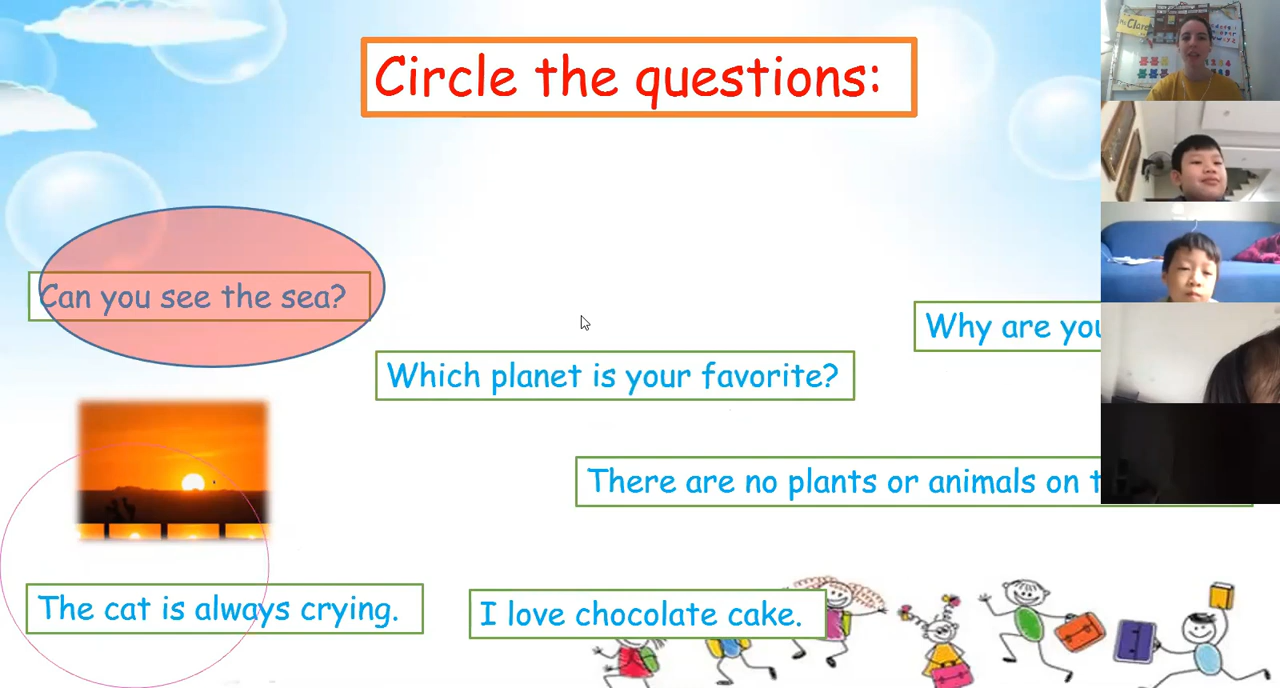 Circle the questions:
Can you see the sea?
Why are you
Which planet is your favorite?
There are no plants or animals on t
The cat is always crying.
I love chocolate cake.